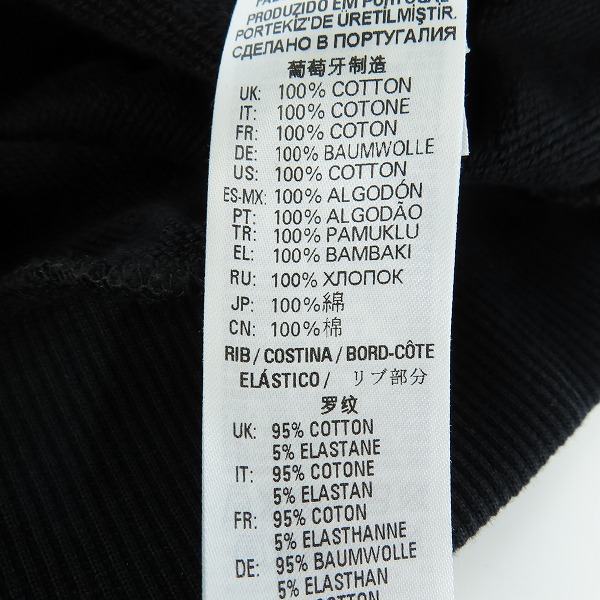 PRODUZIDO EM PORTUGAL
PORTEKİZ'DE ÜRETİLMİŞTİR.
СДЕЛАНО В ПОРТУГАЛИЯ
葡萄牙制造
UK: 100% COTTON
IT: 100% COTONE
FR: 100% COTON
DE: 100% BAUMWOLLE
US: 100% COTTON
ES-MX: 100% ALGODÓN
PT: 100% ALGODÃO
TR: 100% PAMUKLU
EL: 100% BAMBAKI
RU: 100% ХЛОПОК
JP: 100% 綿
CN: 100% 棉
RIB / COSTINA / BORD-CÔTE
ELÁSTICO / リブ部分
罗纹
UK: 95% COTTON
5% ELASTANE
IT: 95% COTONE
5% ELASTAN
FR: 95% COTON
5% ELASTHANNE
DE: 95% BAUMWOLLE
5% ELASTHAN
COTTON